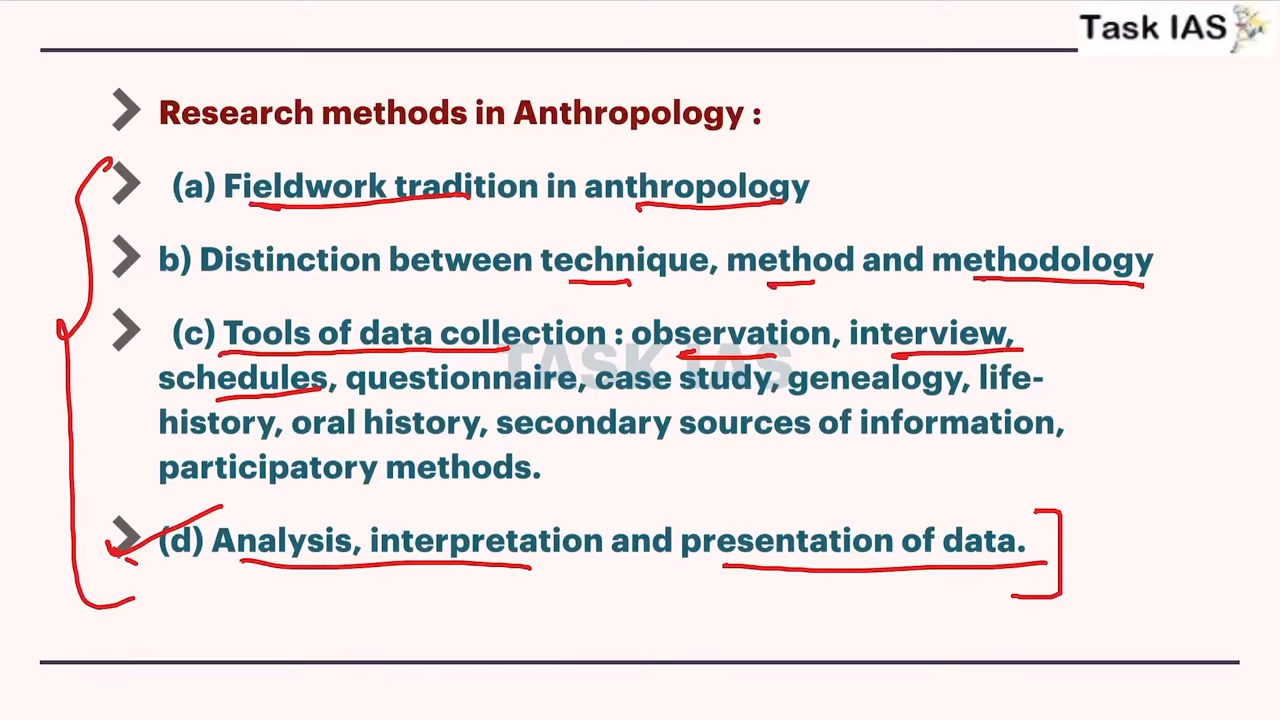 Task IAS
Research methods in Anthropology :
(a) Fieldwork tradition in anthropology
b) Distinction between technique, method and methodology
(c) Tools of data collection : observation, interview,
schedules, questionnaire, case study, genealogy, life-
history, oral history, secondary sources of information,
participatory methods.
(d) Analysis, interpretation and presentation of data.
TASK IAS